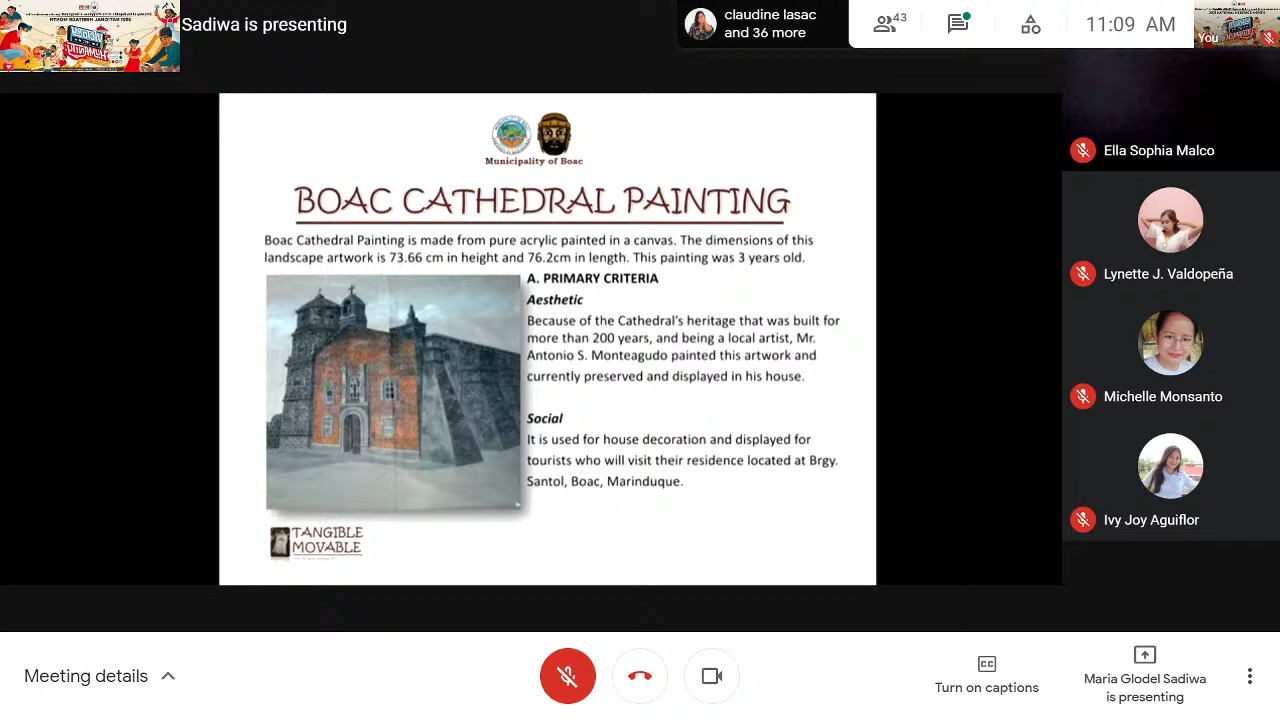 Sadiwa is presenting
claudine lasac
and 36 more
43
11:09 AM
You
Municipality of Boac
BOAC CATHEDRAL PAINTING
Boac Cathedral Painting is made from pure acrylic painted in a canvas. The dimensions of this
landscape artwork is 73.66 cm in height and 76.2cm in length. This painting was 3 years old.
A. PRIMARY CRITERIA
Aesthetic
Because of the Cathedral's heritage that was built for
more than 200 years, and being a local artist, Mr.
Antonio S. Monteagudo painted this artwork and
currently preserved and displayed in his house.
Social
It is used for house decoration and displayed for
tourists who will visit their residence located at Brgy.
Santol, Boac, Marinduque.
TANGIBLE
MOVABLE
Ella Sophia Malco
Lynette J. Valdopeña
Michelle Monsanto
Ivy Joy Aguiflor
Meeting details
Turn on captions
Maria Glodel Sadiwa
is presenting